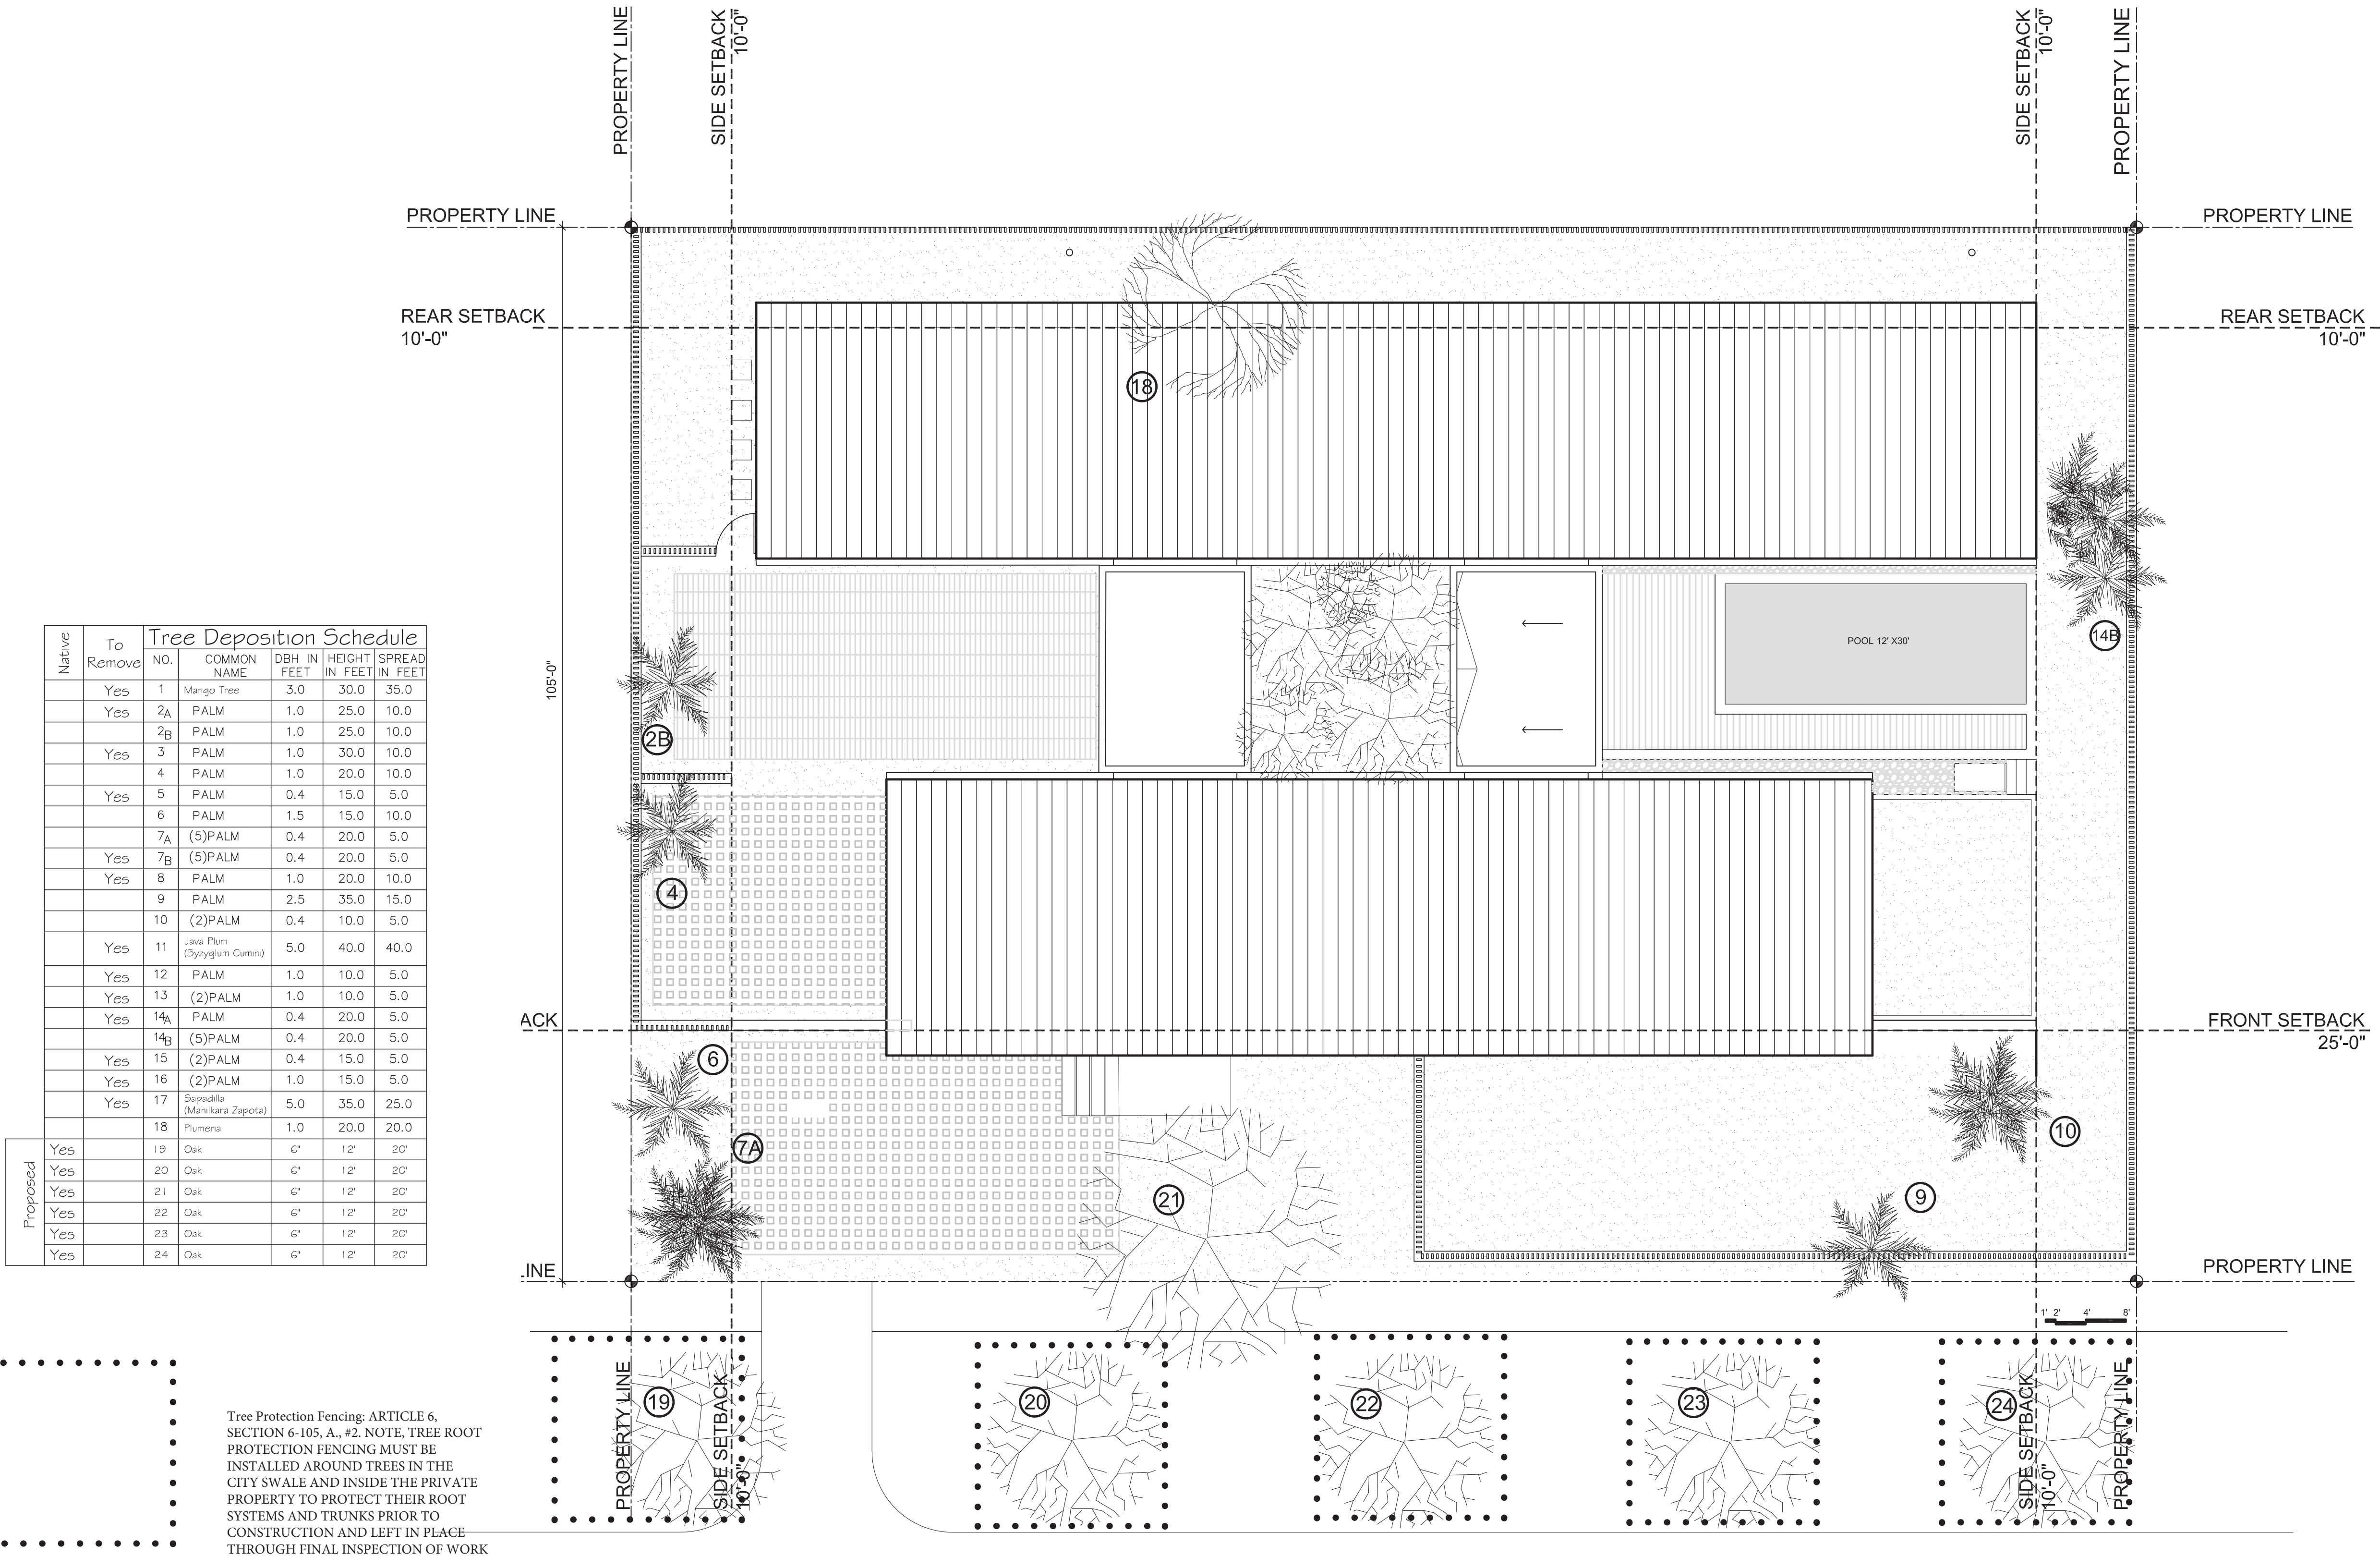 PROPERTY LINE
SIDE SETBACK
10'-0"
SIDE SETBACK
10'-0"
PROPERTY LINE
PROPERTY LINE
PROPERTY LINE
REAR SETBACK
10'-0"
REAR SETBACK
10'-0"
18
105'-0"
POOL 12' X30'
14B
2B
4
Native
To Remove
Tree Deposition Schedule
NO. COMMON NAME DBH IN FEET HEIGHT IN FEET SPREAD IN FEET
Yes 1 Mango Tree 3.0 30.0 35.0
Yes 2A PALM 1.0 25.0 10.0
2B PALM 1.0 25.0 10.0
Yes 3 PALM 1.0 30.0 10.0
4 PALM 1.0 20.0 10.0
Yes 5 PALM 0.4 15.0 5.0
6 PALM 1.5 15.0 10.0
7A (5)PALM 0.4 20.0 5.0
Yes 7B (5)PALM 0.4 20.0 5.0
Yes 8 PALM 1.0 20.0 10.0
9 PALM 2.5 35.0 15.0
10 (2)PALM 0.4 10.0 5.0
Yes 11 Java Plum (Syzyglum Cumini) 5.0 40.0 40.0
Yes 12 PALM 1.0 10.0 5.0
Yes 13 (2)PALM 1.0 10.0 5.0
Yes 14A PALM 0.4 20.0 5.0
14B (5)PALM 0.4 20.0 5.0
Yes 15 (2)PALM 0.4 15.0 5.0
Yes 16 (2)PALM 1.0 15.0 5.0
Yes 17 Sapadilla (Manilkara Zapota) 5.0 35.0 25.0
18 Plumeria 1.0 20.0 20.0
Proposed
Yes 19 Oak 6" 12' 20'
Yes 20 Oak 6" 12' 20'
Yes 21 Oak 6" 12' 20'
Yes 22 Oak 6" 12' 20'
Yes 23 Oak 6" 12' 20'
Yes 24 Oak 6" 12' 20'
ACK
FRONT SETBACK
25'-0"
6
7A
10
21
9
INE
PROPERTY LINE
1' 2' 4' 8'
19
20
22
23
24
PROPERTY LINE
SIDE SETBACK
10'-0"
SIDE SETBACK
10'-0"
PROPERTY LINE
Tree Protection Fencing: ARTICLE 6,
SECTION 6-105, A., #2. NOTE, TREE ROOT
PROTECTION FENCING MUST BE
INSTALLED AROUND TREES IN THE
CITY SWALE AND INSIDE THE PRIVATE
PROPERTY TO PROTECT THEIR ROOT
SYSTEMS AND TRUNKS PRIOR TO
CONSTRUCTION AND LEFT IN PLACE
THROUGH FINAL INSPECTION OF WORK